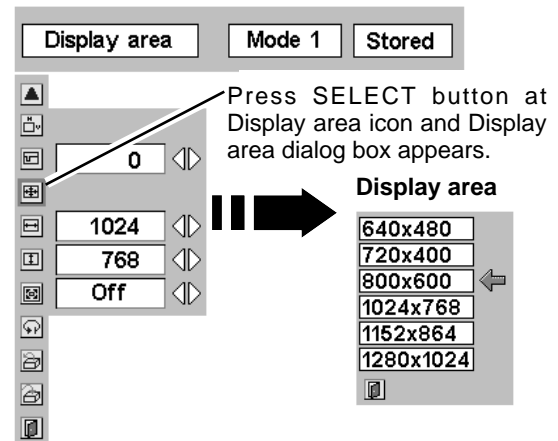 Display area Mode 1 Stored
Press SELECT button at
Display area icon and Display
area dialog box appears.
0
1024
768
Off
Display area
640x480
720x400
800x600
1024x768
1152x864
1280x1024